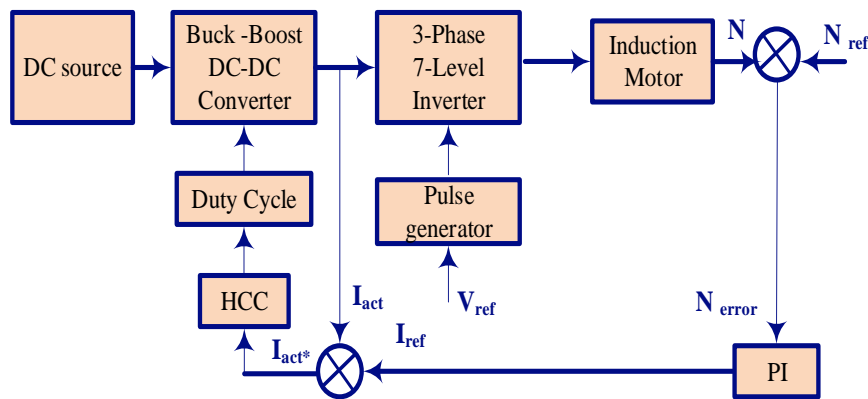 DC source
Buck -Boost
DC-DC
Converter
3-Phase
7-Level
Inverter
Induction
Motor
N
N ref
Duty Cycle
Pulse
generator
HCC
I act
V ref
N error
I act*
I ref
PI